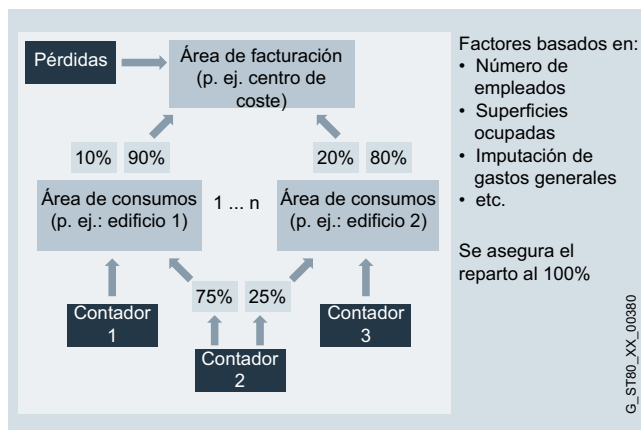 Pérdidas
Área de facturación
(p. ej. centro de
coste)
10%
90%
20%
80%
Área de consumos
(p. ej.: edificio 1)
1 ... n
Área de consumos
(p. ej.: edificio 2)
75%
25%
Contador
1
Contador
2
Contador
3
Factores basados en:
• Número de
empleados
• Superficies
ocupadas
• Imputación de
gastos generales
• etc.
Se asegura el
reparto al 100%
G_ST80_XX_00380